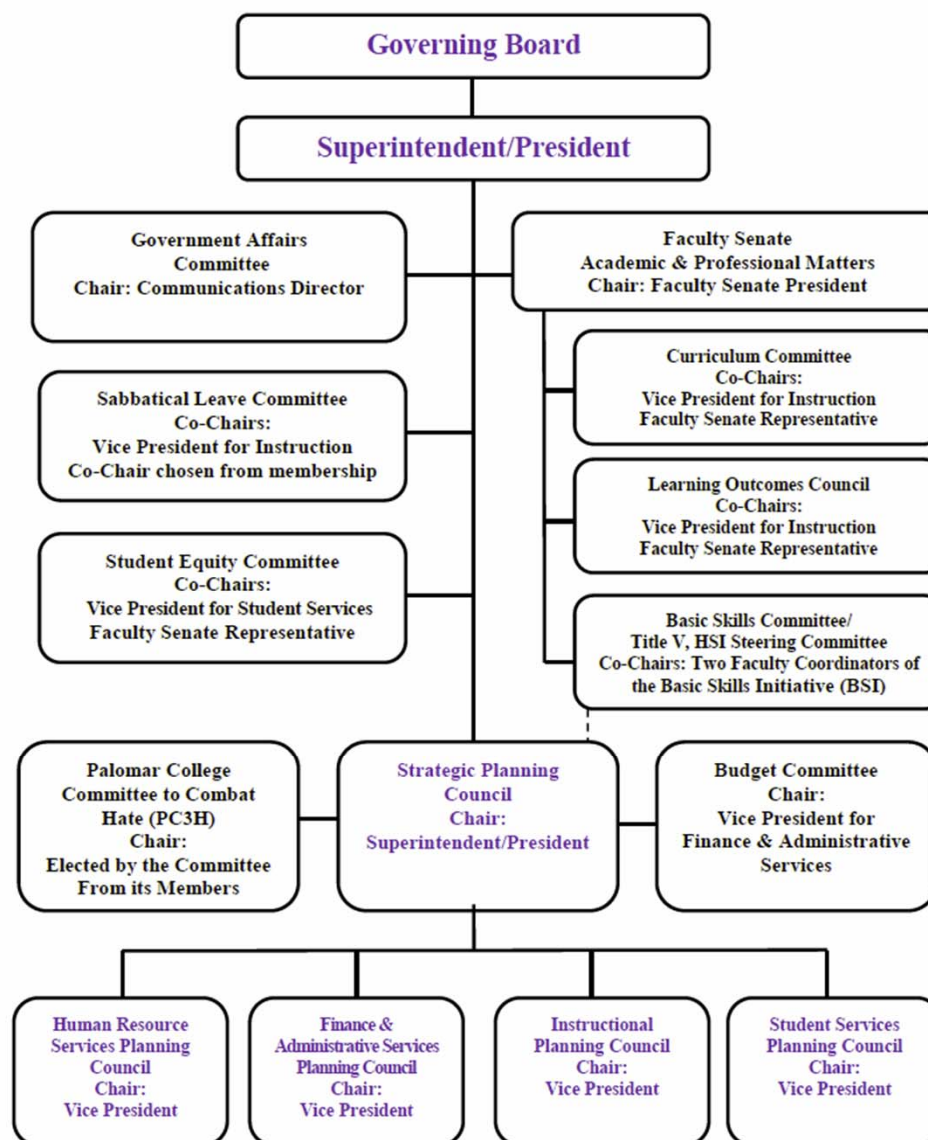 Governing Board
Superintendent/President
Government Affairs
Committee
Chair: Communications Director
Faculty Senate
Academic & Professional Matters
Chair: Faculty Senate President
Curriculum Committee
Co-Chairs:
Vice President for Instruction
Faculty Senate Representative
Sabbatical Leave Committee
Co-Chairs:
Vice President for Instruction
Co-Chair chosen from membership
Learning Outcomes Council
Co-Chairs:
Vice President for Instruction
Faculty Senate Representative
Student Equity Committee
Co-Chairs:
Vice President for Student Services
Faculty Senate Representative
Basic Skills Committee/
Title V, HSI Steering Committee
Co-Chairs: Two Faculty Coordinators of
the Basic Skills Initiative (BSI)
Palomar College
Committee to Combat
Hate (PC3H)
Chair:
Elected by the Committee
From its Members
Strategic Planning
Council
Chair:
Superintendent/President
Budget Committee
Chair:
Vice President for
Finance & Administrative
Services
Human Resource
Services Planning
Council
Chair:
Vice President
Finance &
Administrative Services
Planning Council
Chair:
Vice President
Instructional
Planning Council
Chair:
Vice President
Student Services
Planning Council
Chair:
Vice President